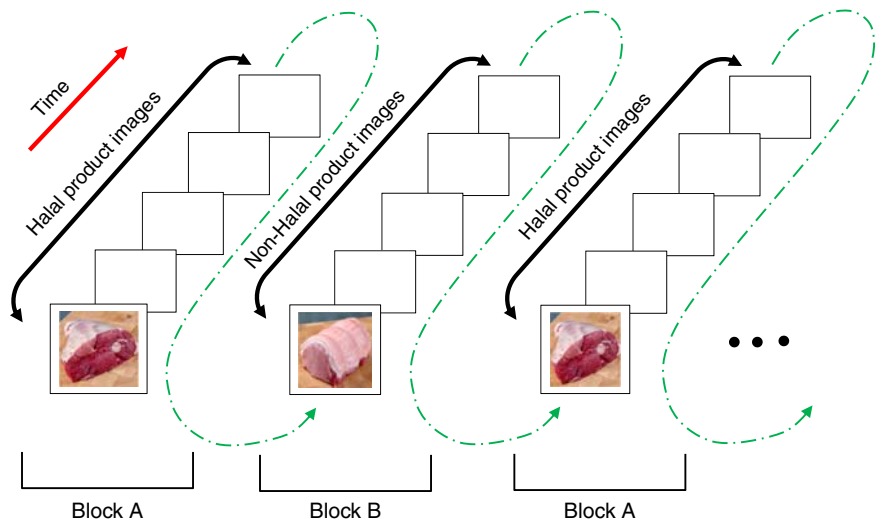 Time
Halal product images
Non-Halal product images
Halal product images
Block A
Block B
Block A